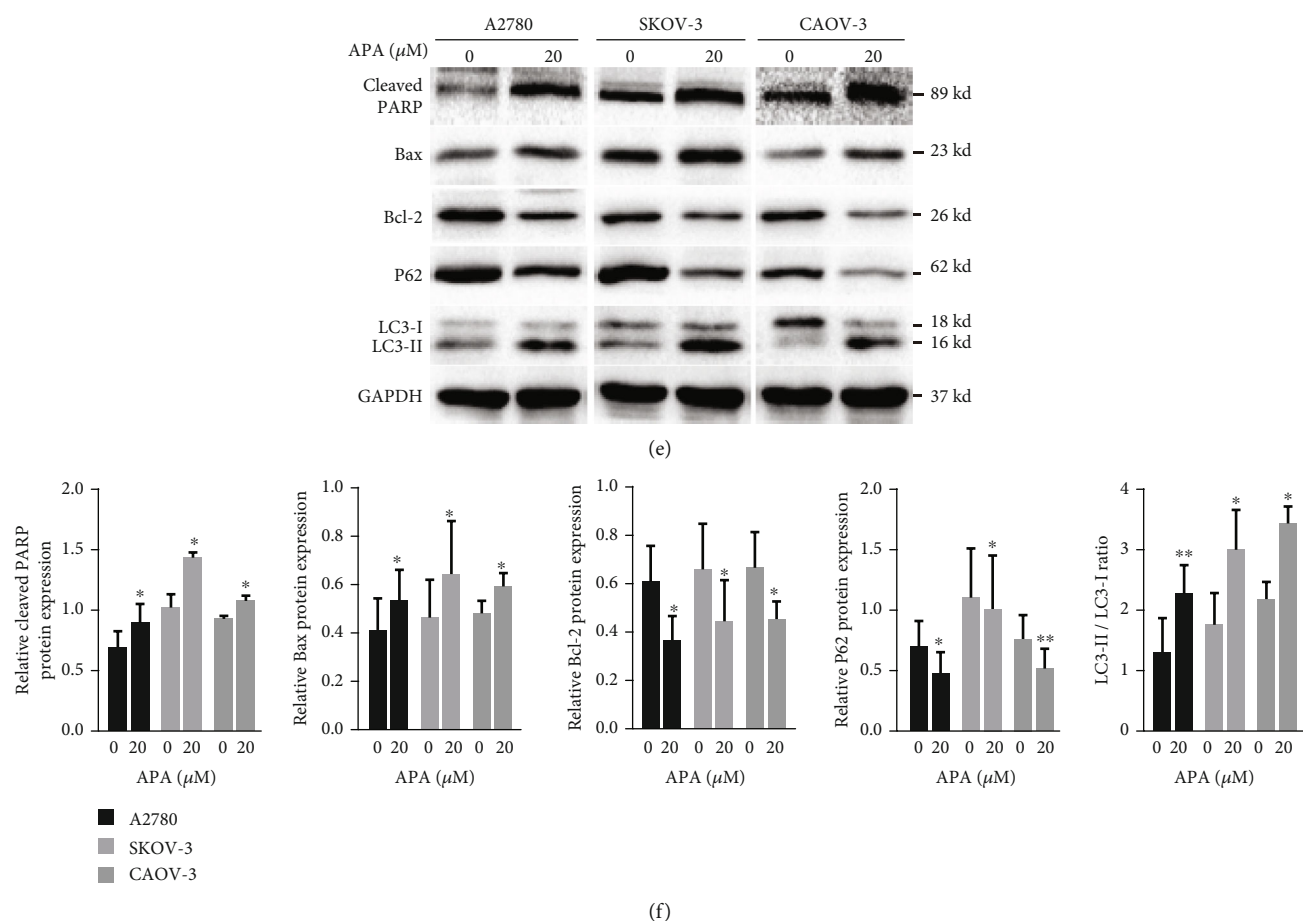 A2780 SKOV-3 CAOV-3
APA (μM) 0 20 0 20 0 20
Cleaved
PARP
89 kd
Bax 23 kd
Bcl-2 26 kd
P62 62 kd
LC3-I 18 kd
LC3-II 16 kd
GAPDH 37 kd
(e)
Relative cleaved PARP
protein expression
2.0
1.5
1.0
0.5
0.0
* * *
0 20 0 20 0 20
APA (μM)
Relative Bax protein expression
1.0
0.8
0.6
0.4
0.2
0.0
* * *
0 20 0 20 0 20
APA (μM)
Relative Bcl-2 protein expression
1.0
0.8
0.6
0.4
0.2
0.0
* * *
0 20 0 20 0 20
APA (μM)
Relative P62 protein expression
2.0
1.5
1.0
0.5
0.0
* * **
0 20 0 20 0 20
APA (μM)
LC3-II / LC3-I ratio
4
3
2
1
0
** * *
0 20 0 20 0 20
APA (μM)
A2780
SKOV-3
CAOV-3
(f)